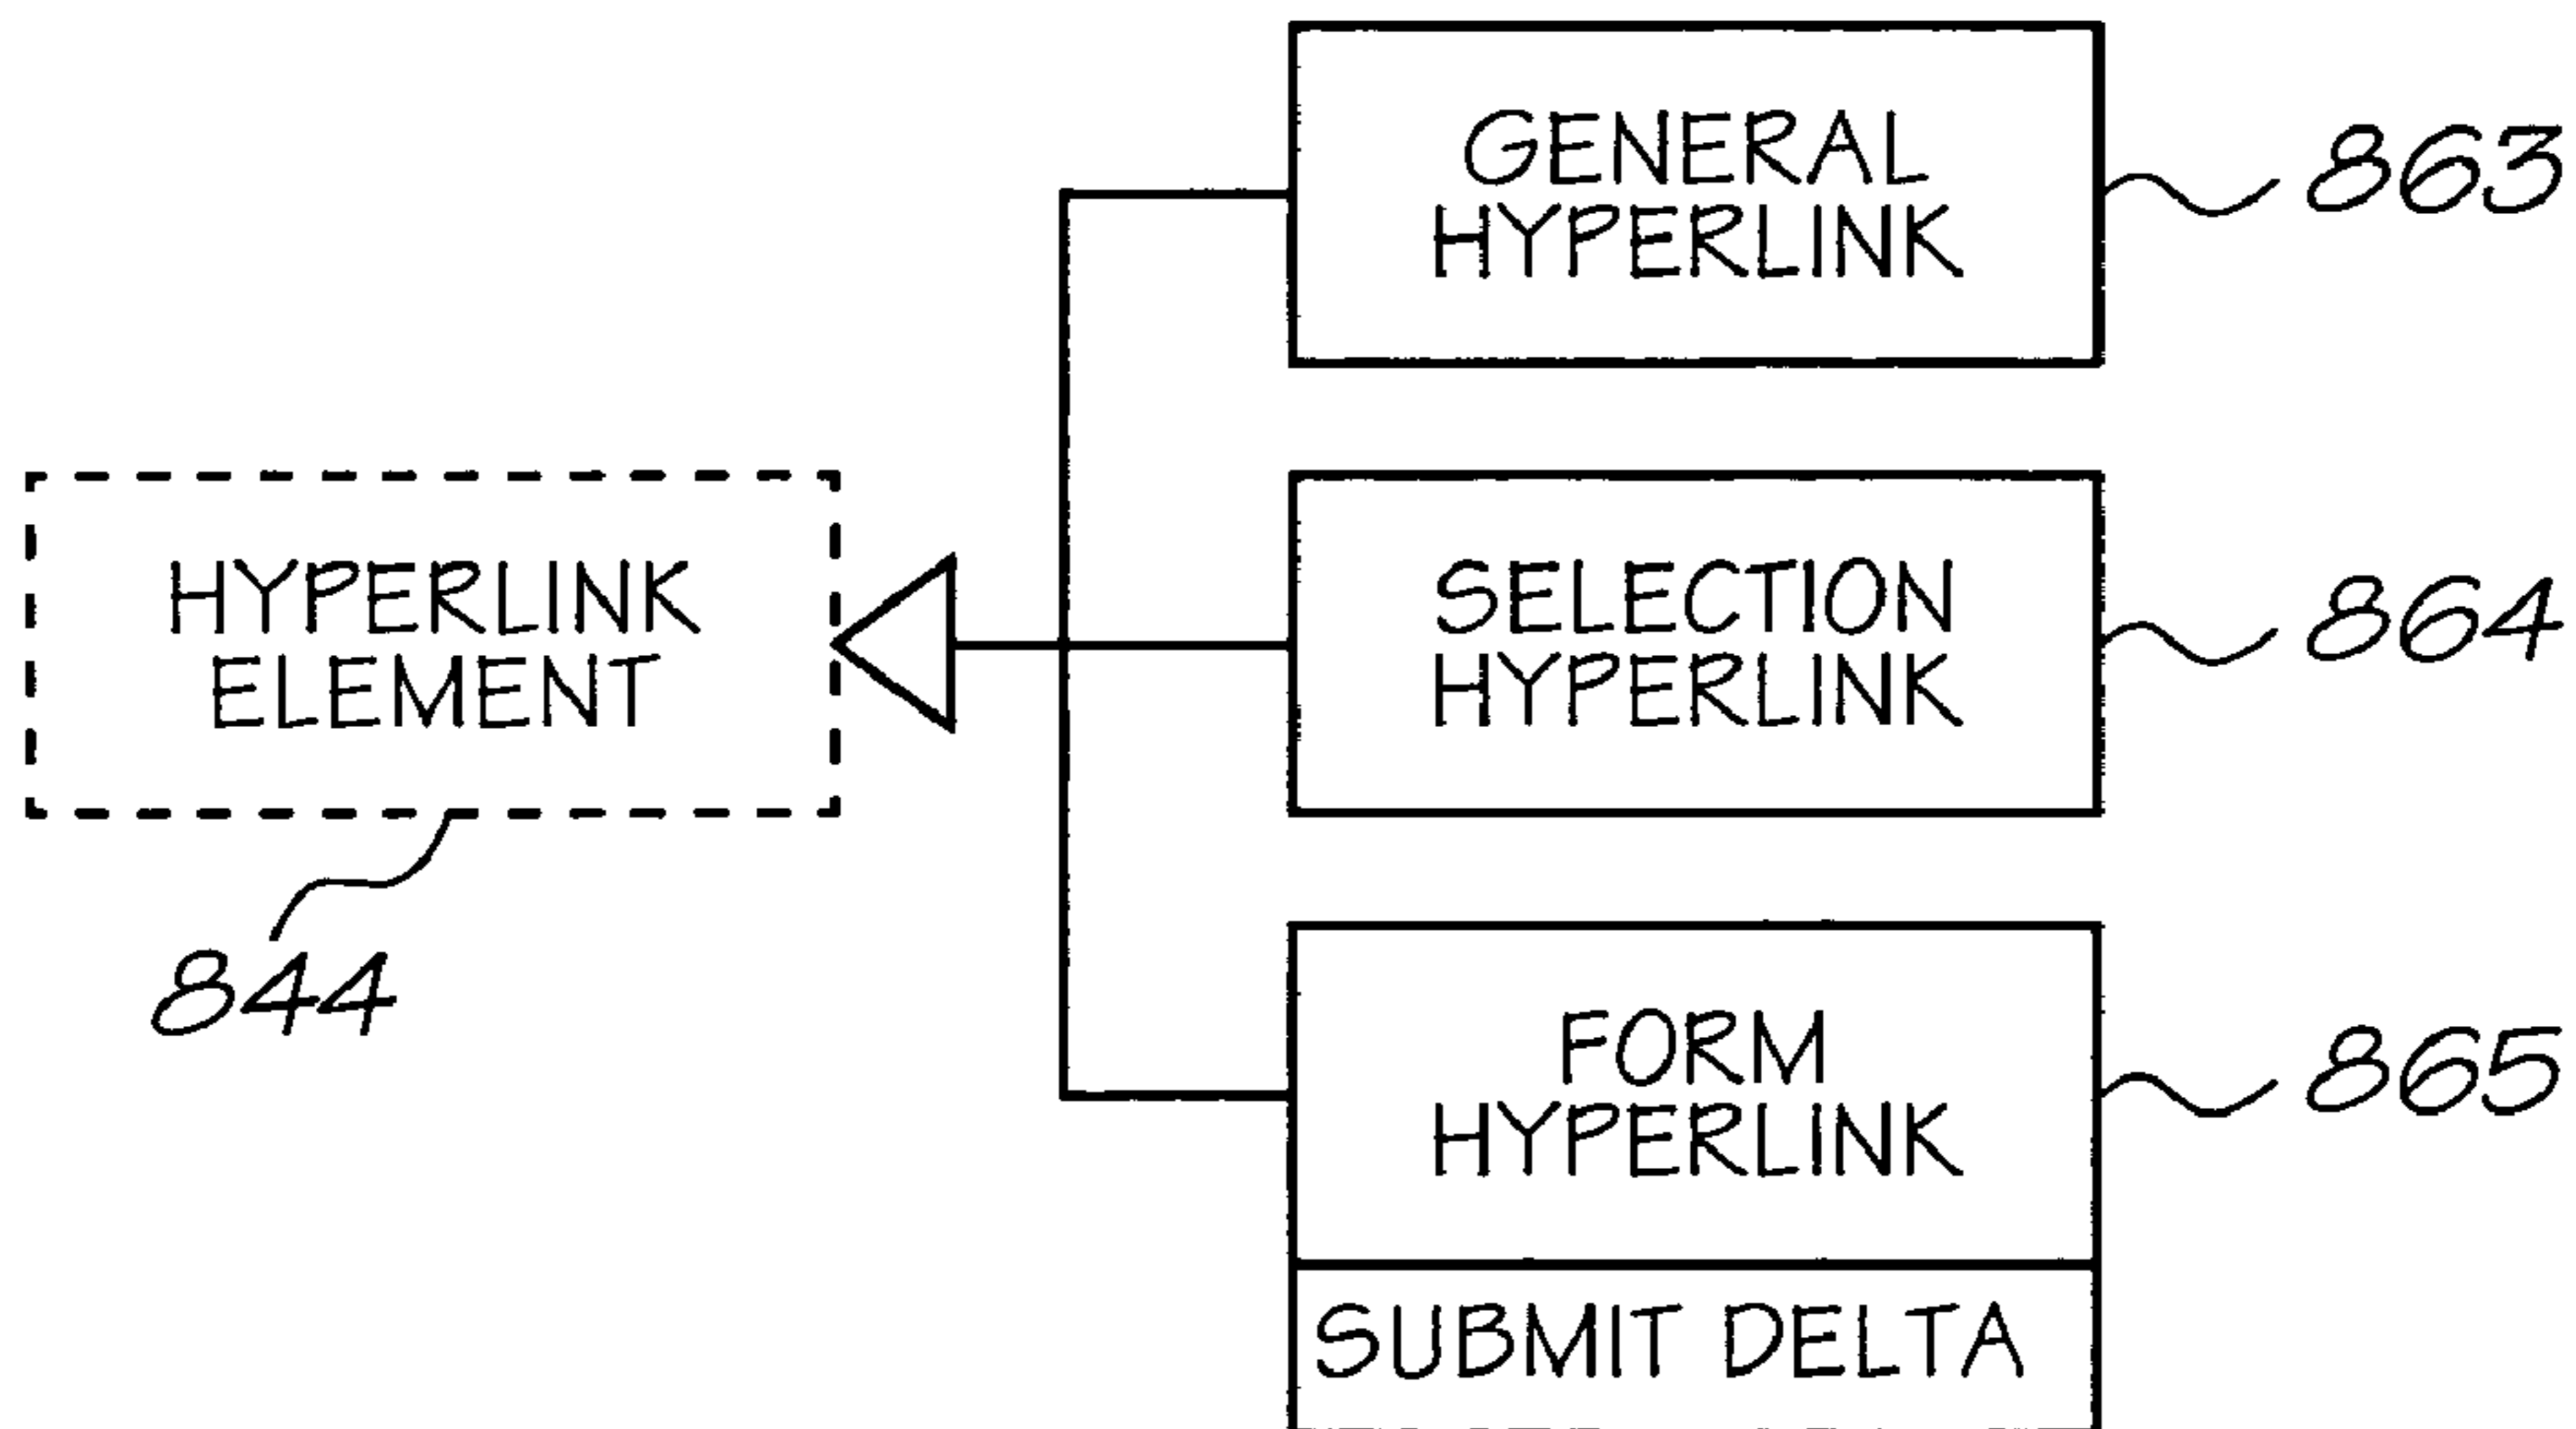 GENERAL
HYPERLINK
863
HYPERLINK
ELEMENT
844
SELECTION
HYPERLINK
864
FORM
HYPERLINK
865
SUBMIT DELTA